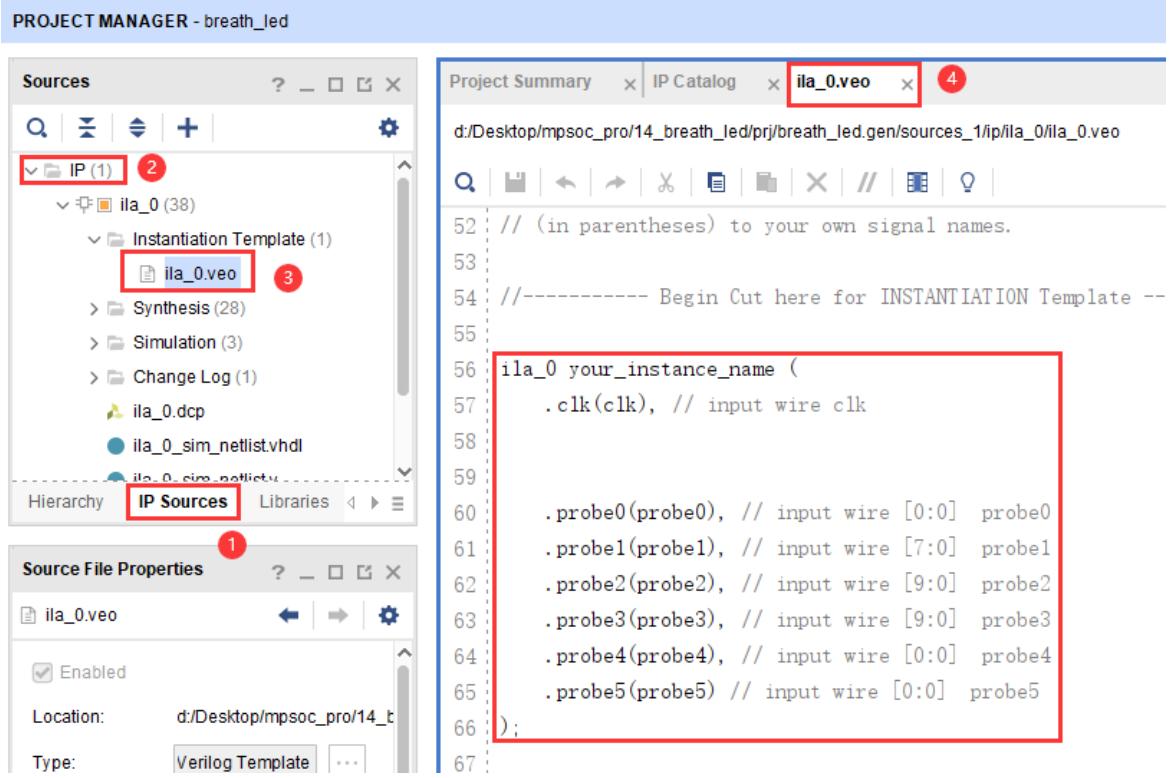 PROJECT MANAGER - breath_led
Sources
IP (1)
2
ila_0 (38)
Instantiation Template (1)
ila_0.veo
3
Synthesis (28)
Simulation (3)
Change Log (1)
ila_0.dcp
ila_0_sim_netlist.vhdl
ila_0_sim_netlist.v
Hierarchy IP Sources Libraries
1
Source File Properties
ila_0.veo
Enabled
Location: d:/Desktop/mpsoc_pro/14_b
Type: Verilog Template ...
Project Summary IP Catalog ila_0.veo 4
d:/Desktop/mpsoc_pro/14_breath_led/prj/breath_led.gen/sources_1/ip/ila_0/ila_0.veo
52 // (in parentheses) to your own signal names.
53
54 //----------- Begin Cut here for INSTANTIATION Template --
55
56 ila_0 your_instance_name (
57 .clk(clk), // input wire clk
58
59
60 .probe0(probe0), // input wire [0:0] probe0
61 .probe1(probe1), // input wire [7:0] probe1
62 .probe2(probe2), // input wire [9:0] probe2
63 .probe3(probe3), // input wire [9:0] probe3
64 .probe4(probe4), // input wire [0:0] probe4
65 .probe5(probe5) // input wire [0:0] probe5
66 );
67